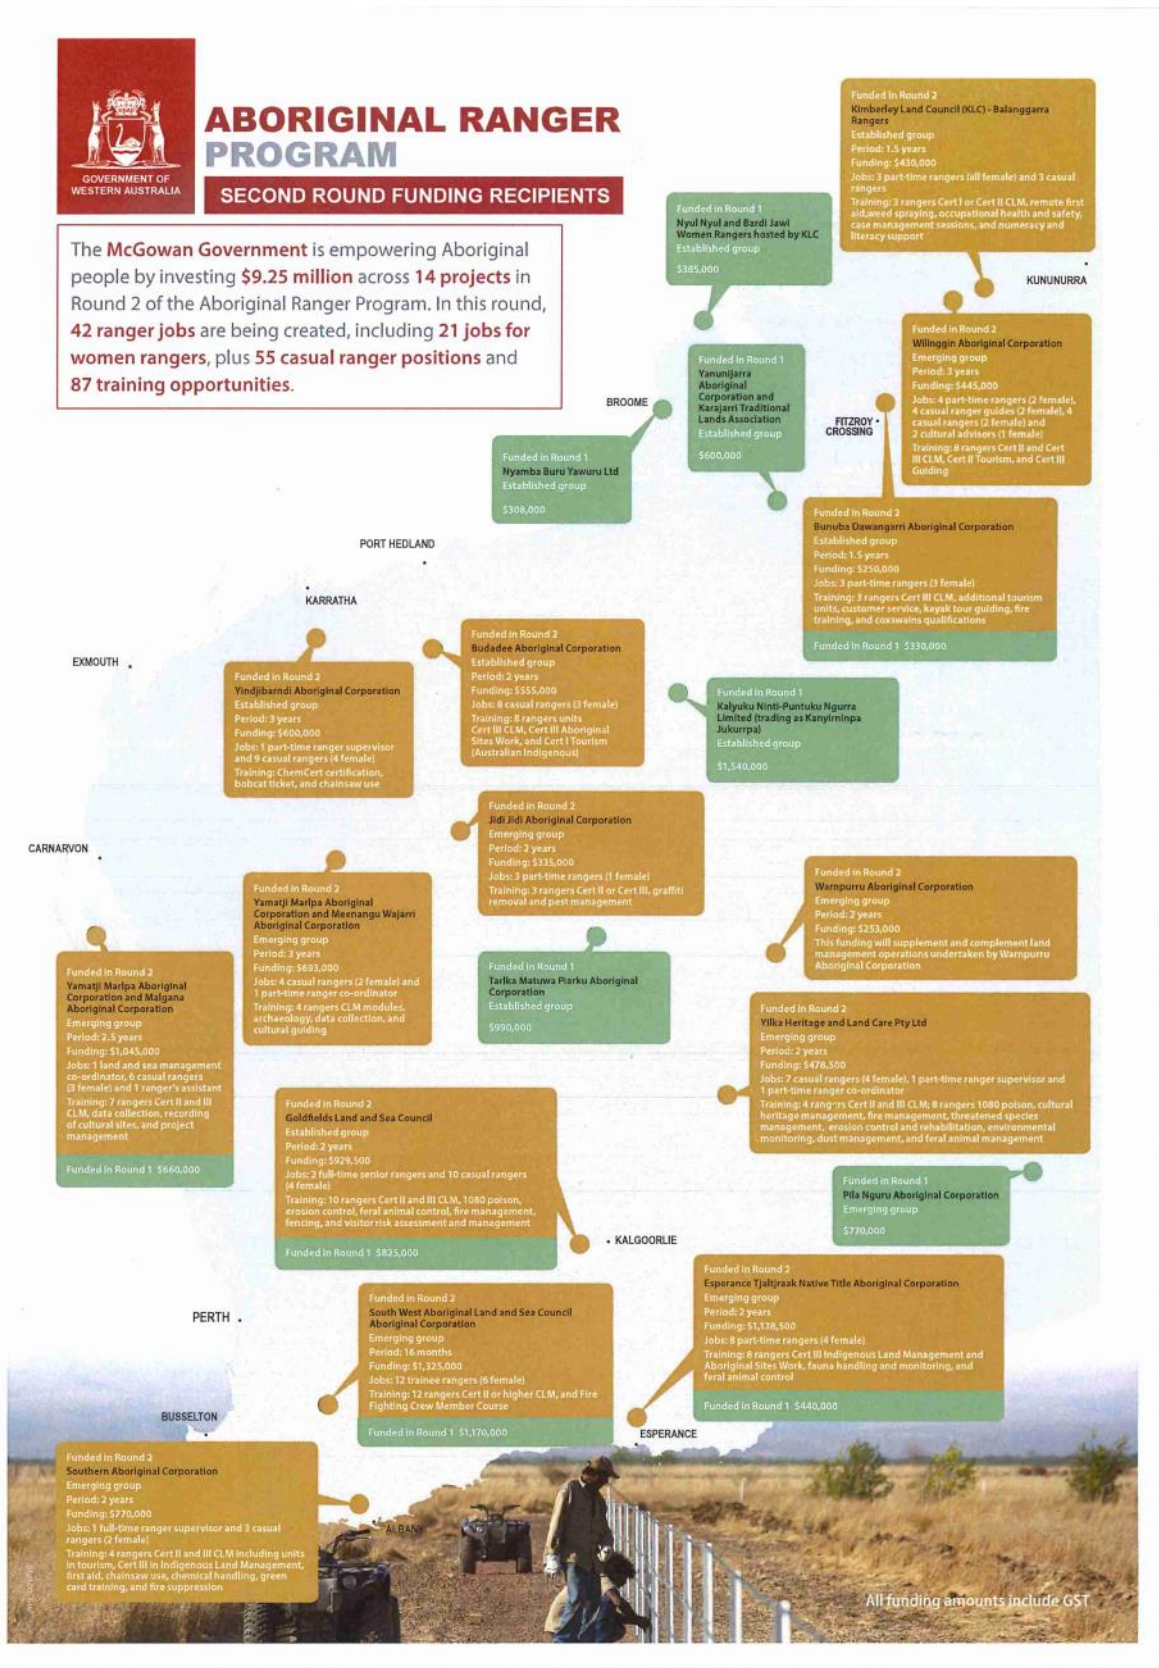 GOVERNMENT OF
WESTERN AUSTRALIA
ABORIGINAL RANGER
PROGRAM
SECOND ROUND FUNDING RECIPIENTS
The McGowan Government is empowering Aboriginal
people by investing $9.25 million across 14 projects in
Round 2 of the Aboriginal Ranger Program. In this round,
42 ranger jobs are being created, including 21 jobs for
women rangers, plus 55 casual ranger positions and
87 training opportunities.
Funded in Round 2
Kimberley Land Council (KLC) - Balanggarra
Rangers
Established group
Period: 1.5 years
Funding: $430,000
Jobs: 3 part-time rangers (all female) and 3 casual
rangers
Training: 3 rangers Cert I or Cert II CLM, remote first
aid,weed spraying, occupational health and safety,
case management sessions, and numeracy and
literacy support
Funded in Round 1
Nyul Nyul and Bardi Jawi
Women Rangers hosted by KLC
Established group
$385,000
KUNUNURRA
Funded in Round 2
Wilinggin Aboriginal Corporation
Emerging group
Period: 3 years
Funding: $445,000
Jobs: 4 part-time rangers (2 female),
4 casual ranger guides (2 female), 4
casual rangers (2 female) and
2 cultural advisors (1 female)
Training: 8 rangers Cert II and Cert
III CLM, Cert II Tourism, and Cert III
Guiding
Funded in Round 1
Yanunijarra
Aboriginal
Corporation and
Karajarri Traditional
Lands Association
Established group
$600,000
BROOME
FITZROY
CROSSING
Funded in Round 1
Nyamba Buru Yawuru Ltd
Established group
$308,000
Funded in Round 2
Bunuba Dawangarri Aboriginal Corporation
Established group
Period: 1.5 years
Funding: $250,000
Jobs: 3 part-time rangers (3 female)
Training: 3 rangers Cert III CLM, additional tourism
units, customer service, kayak tour guiding, fire
training, and coxswains qualifications
Funded in Round 1 $330,000
PORT HEDLAND
KARRATHA
EXMOUTH
Funded in Round 2
Yindjibarndi Aboriginal Corporation
Established group
Period: 3 years
Funding: $600,000
Jobs: 1 part-time ranger supervisor
and 9 casual rangers (4 female)
Training: ChemCert certification,
bobcat ticket, and chainsaw use
Funded in Round 2
Budadee Aboriginal Corporation
Established group
Period: 2 years
Funding: $555,000
Jobs: 8 casual rangers (3 female)
Training: 8 rangers units
Cert III CLM, Cert III Aboriginal
Sites Work, and Cert I Tourism
(Australian Indigenous)
Funded in Round 1
Kalyuku Ninti-Puntuku Ngurra
Limited (trading as Kanyirninpa
Jukurrpa)
Established group
$1,540,000
Funded in Round 2
Jidi Jidi Aboriginal Corporation
Emerging group
Period: 2 years
Funding: $335,000
Jobs: 3 part-time rangers (1 female)
Training: 3 rangers Cert II or Cert III, graffiti
removal and pest management
CARNARVON
Funded in Round 2
Yamatji Marlpa Aboriginal
Corporation and Meenangu Wajarri
Aboriginal Corporation
Emerging group
Period: 3 years
Funding: $693,000
Jobs: 4 casual rangers (2 female) and
1 part-time ranger co-ordinator
Training: 4 rangers CLM modules,
archaeology, data collection, and
cultural guiding
Funded in Round 2
Warnpurru Aboriginal Corporation
Emerging group
Period: 2 years
Funding: $253,000
This funding will supplement and complement land
management operations undertaken by Warnpurru
Aboriginal Corporation
Funded in Round 2
Yamatji Marlpa Aboriginal
Corporation and Malgana
Aboriginal Corporation
Emerging group
Period: 2.5 years
Funding: $1,045,000
Jobs: 1 land and sea management
co-ordinator, 6 casual rangers
(3 female) and 1 ranger's assistant
Training: 7 rangers Cert II and III
CLM, data collection, recording
of cultural sites, and project
management
Funded in Round 1 $660,000
Funded in Round 1
Tarlka Matuwa Piarku Aboriginal
Corporation
Established group
$990,000
Funded in Round 2
Yilka Heritage and Land Care Pty Ltd
Emerging group
Period: 2 years
Funding: $478,500
Jobs: 7 casual rangers (4 female), 1 part-time ranger supervisor and
1 part-time ranger co-ordinator
Training: 4 rangers Cert II and III CLM; 8 rangers 1080 poison, cultural
heritage management, fire management, threatened species
management, erosion control and rehabilitation, environmental
monitoring, dust management, and feral animal management
Funded in Round 2
Goldfields Land and Sea Council
Established group
Period: 2 years
Funding: $929,500
Jobs: 2 full-time senior rangers and 10 casual rangers
(4 female)
Training: 10 rangers Cert II and III CLM, 1080 poison,
erosion control, feral animal control, fire management,
fencing, and visitor risk assessment and management
Funded in Round 1 $825,000
Funded in Round 1
Pila Nguru Aboriginal Corporation
Emerging group
$770,000
KALGOORLIE
Funded in Round 2
Esperance Tjaltjraak Native Title Aboriginal Corporation
Emerging group
Period: 2 years
Funding: $1,138,500
Jobs: 8 part-time rangers (4 female)
Training: 8 rangers Cert III Indigenous Land Management and
Aboriginal Sites Work, fauna handling and monitoring, and
feral animal control
Funded in Round 1 $440,000
PERTH
Funded in Round 2
South West Aboriginal Land and Sea Council
Aboriginal Corporation
Emerging group
Period: 16 months
Funding: $1,325,000
Jobs: 12 trainee rangers (6 female)
Training: 12 rangers Cert II or higher CLM, and Fire
Fighting Crew Member Course
Funded in Round 1 $1,170,000
BUSSELTON
ESPERANCE
Funded in Round 2
Southern Aboriginal Corporation
Emerging group
Period: 2 years
Funding: $770,000
Jobs: 1 full-time ranger supervisor and 3 casual
rangers (2 female)
Training: 4 rangers Cert II and III CLM including units
in tourism, Cert III in Indigenous Land Management,
first aid, chainsaw use, chemical handling, green
card training, and fire suppression
ALBANY
All funding amounts include GST